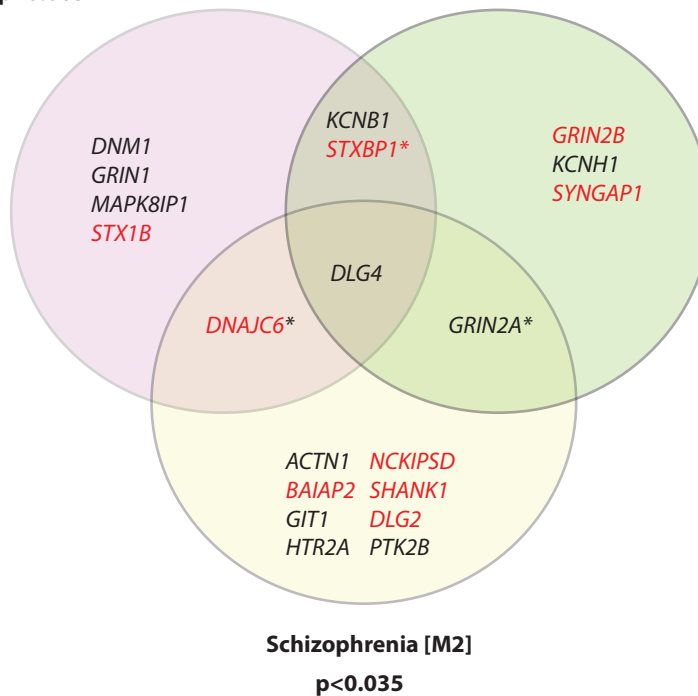 KCNB1
STXBP1*
DNM1
GRIN1
MAPK8IP1
STX1B
GRIN2B
KCNH1
SYNGAP1
DLG4
DNAJC6*
GRIN2A*
ACTN1 NCKIPSD
BAIAP2 SHANK1
GIT1 DLG2
HTR2A PTK2B
Schizophrenia [M2]
p<0.035